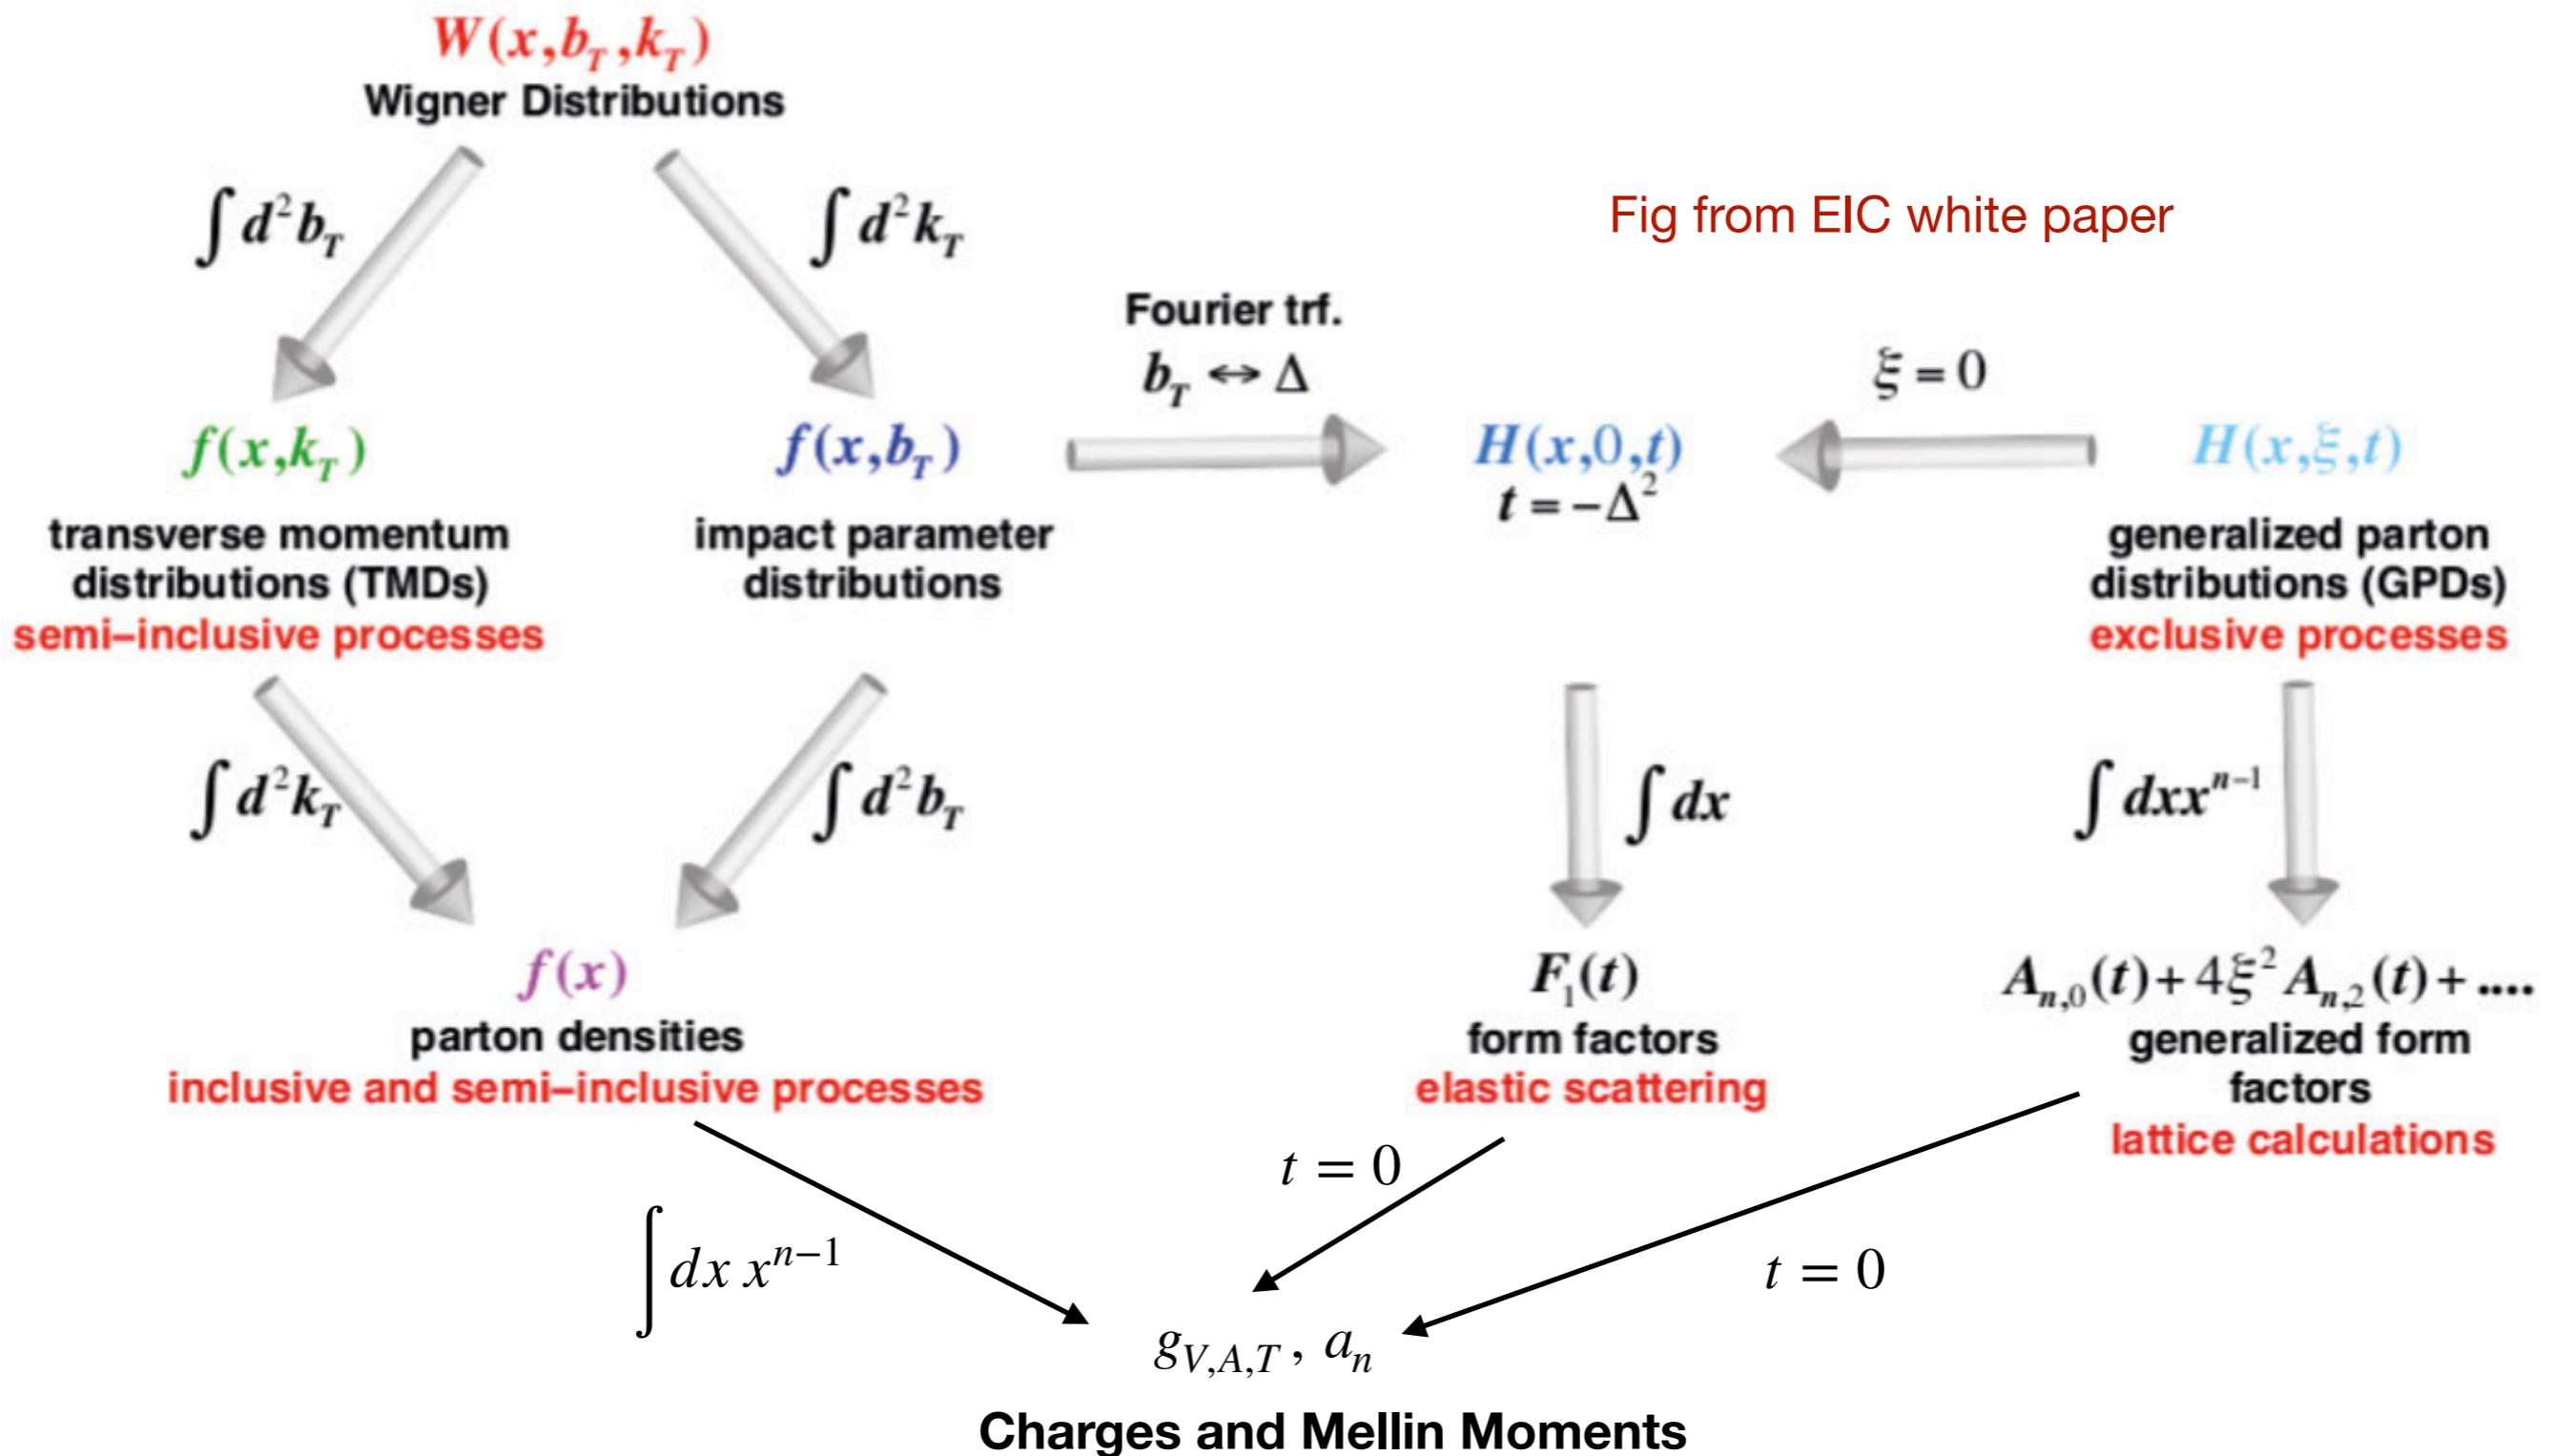 W(x,b_T,k_T)
Wigner Distributions
∫d²b_T
∫d²k_T
Fig from EIC white paper
Fourier trf.
b_T ↔ Δ
ξ = 0
f(x,k_T)
transverse momentum
distributions (TMDs)
semi–inclusive processes
f(x,b_T)
impact parameter
distributions
H(x,0,t)
t = −Δ²
H(x,ξ,t)
generalized parton
distributions (GPDs)
exclusive processes
∫d²k_T
∫d²b_T
∫dx
∫dxx^{n−1}
f(x)
parton densities
inclusive and semi–inclusive processes
F_1(t)
form factors
elastic scattering
A_{n,0}(t) + 4ξ² A_{n,2}(t) + ....
generalized form
factors
lattice calculations
∫dx x^{n−1}
t = 0
t = 0
g_{V,A,T} , a_n
Charges and Mellin Moments